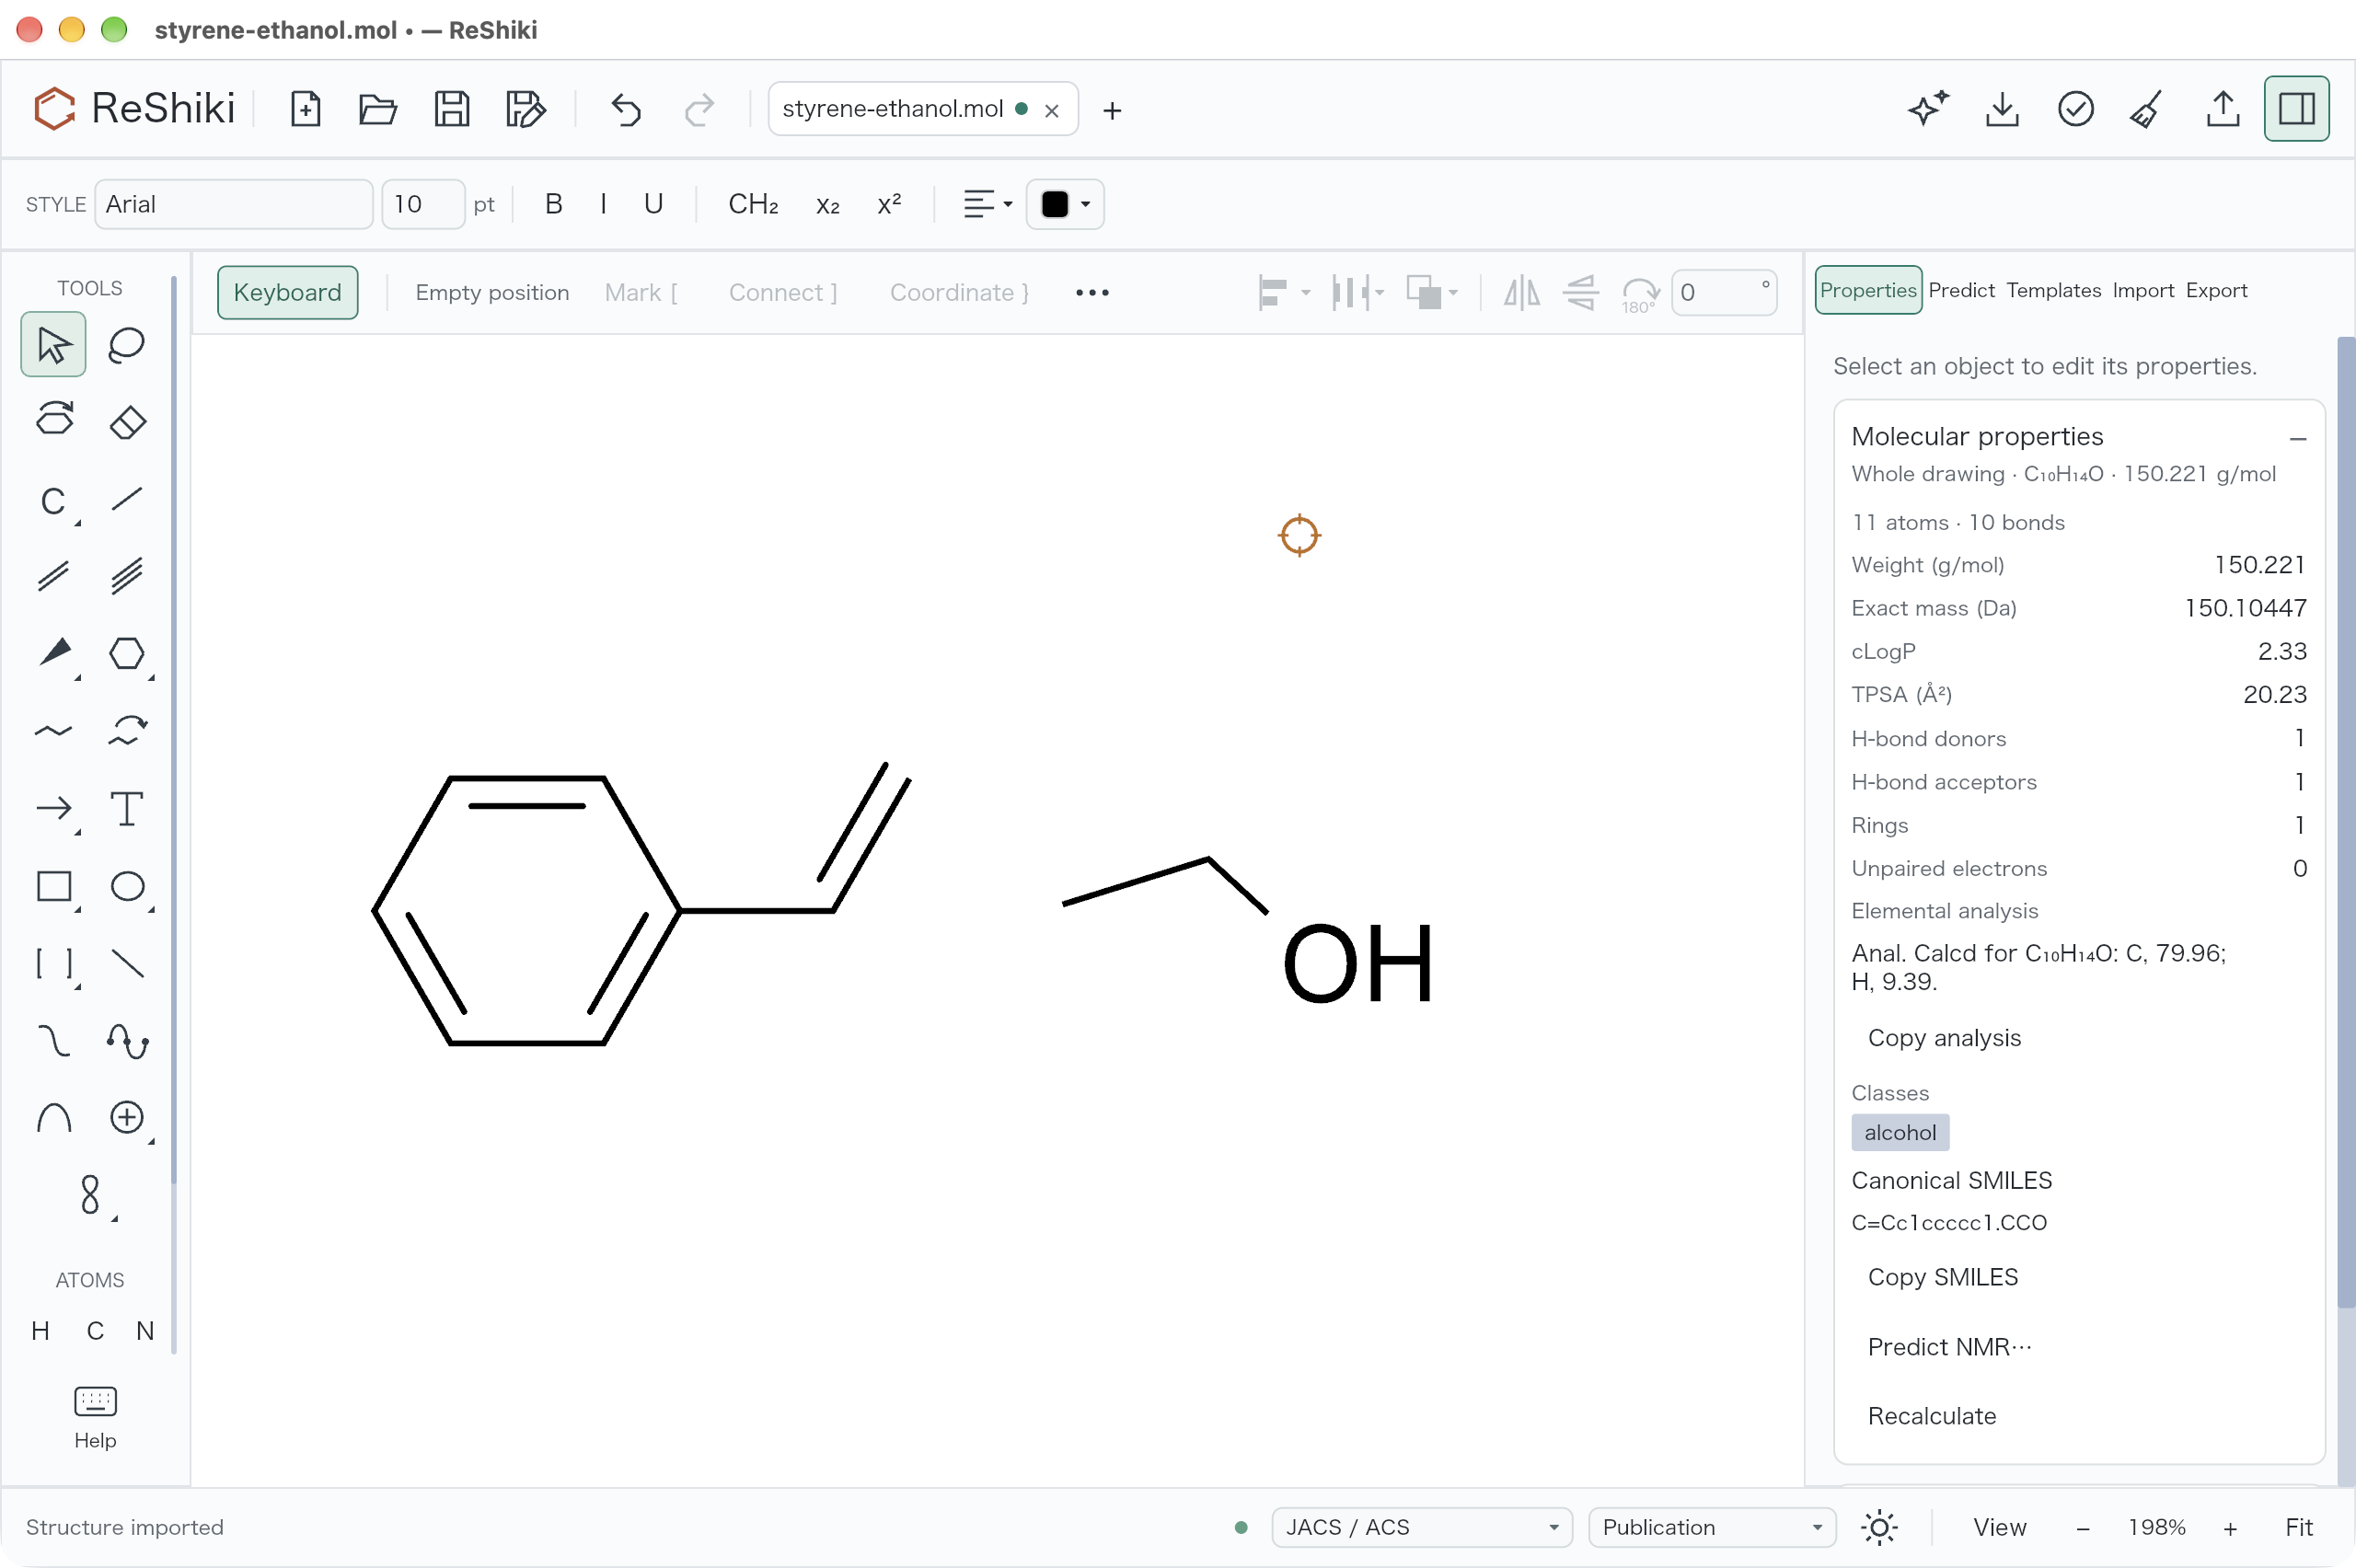 styrene-ethanol.mol • — ReShiki
ReShiki
styrene-ethanol.mol
STYLE Arial 10 pt B I U CH₂ x₂ x²
TOOLS
Keyboard Empty position Mark [ Connect ] Coordinate } ••• 180° 0 °
Properties Predict Templates Import Export
C
T
[ ]
ATOMS
H C N
Help
OH
Select an object to edit its properties.
Molecular properties –
Whole drawing · C₁₀H₁₄O · 150.221 g/mol
11 atoms · 10 bonds
Weight (g/mol) 150.221
Exact mass (Da) 150.10447
cLogP 2.33
TPSA (Å²) 20.23
H-bond donors 1
H-bond acceptors 1
Rings 1
Unpaired electrons 0
Elemental analysis
Anal. Calcd for C₁₀H₁₄O: C, 79.96;
H, 9.39.
Copy analysis
Classes
alcohol
Canonical SMILES
C=Cc1ccccc1.CCO
Copy SMILES
Predict NMR···
Recalculate
Structure imported JACS / ACS Publication View – 198% + Fit